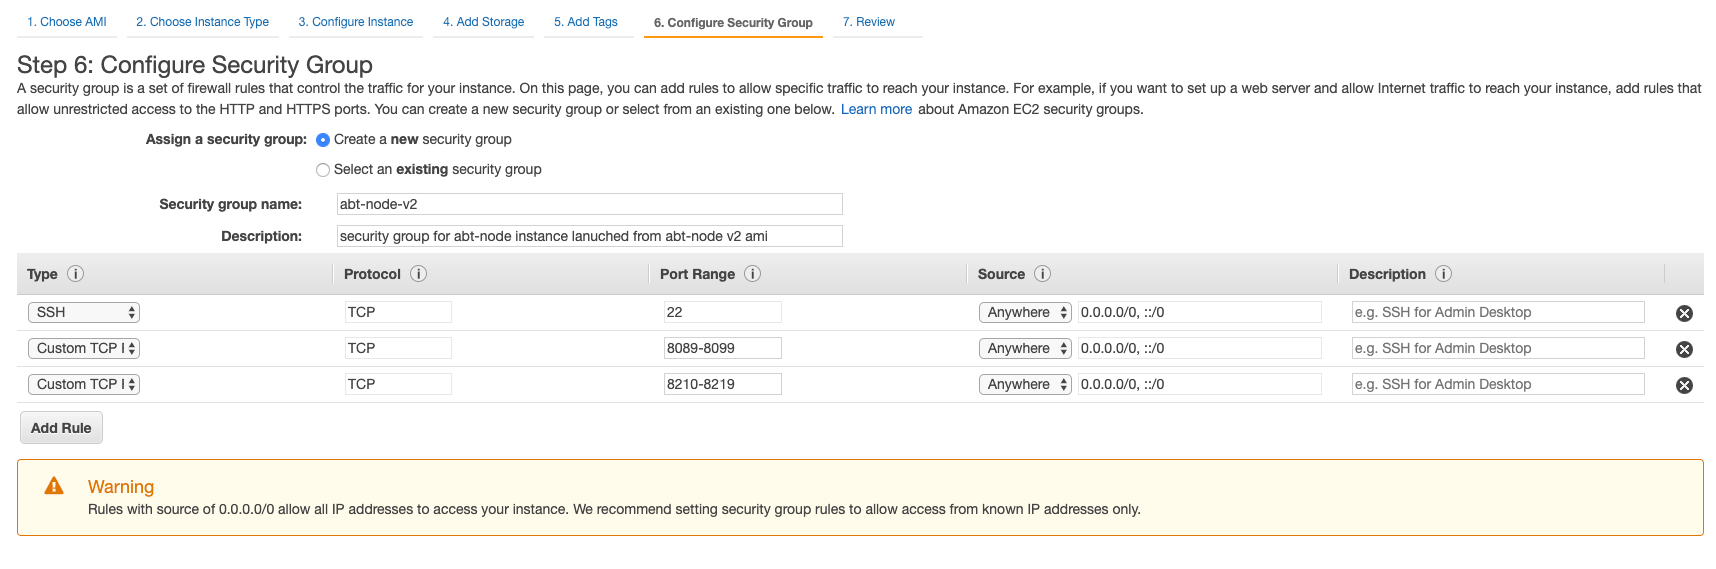 1. Choose AMI 2. Choose Instance Type 3. Configure Instance 4. Add Storage 5. Add Tags 6. Configure Security Group 7. Review
Step 6: Configure Security Group
A security group is a set of firewall rules that control the traffic for your instance. On this page, you can add rules to allow specific traffic to reach your instance. For example, if you want to set up a web server and allow Internet traffic to reach your instance, add rules that
allow unrestricted access to the HTTP and HTTPS ports. You can create a new security group or select from an existing one below. Learn more about Amazon EC2 security groups.
Assign a security group: Create a new security group
Select an existing security group
Security group name: abt-node-v2
Description: security group for abt-node instance lanuched from abt-node v2 ami
Type i Protocol i Port Range i Source i Description i
SSH TCP 22 Anywhere 0.0.0.0/0, ::/0 e.g. SSH for Admin Desktop
Custom TCP TCP 8089-8099 Anywhere 0.0.0.0/0, ::/0 e.g. SSH for Admin Desktop
Custom TCP TCP 8210-8219 Anywhere 0.0.0.0/0, ::/0 e.g. SSH for Admin Desktop
Add Rule
Warning
Rules with source of 0.0.0.0/0 allow all IP addresses to access your instance. We recommend setting security group rules to allow access from known IP addresses only.